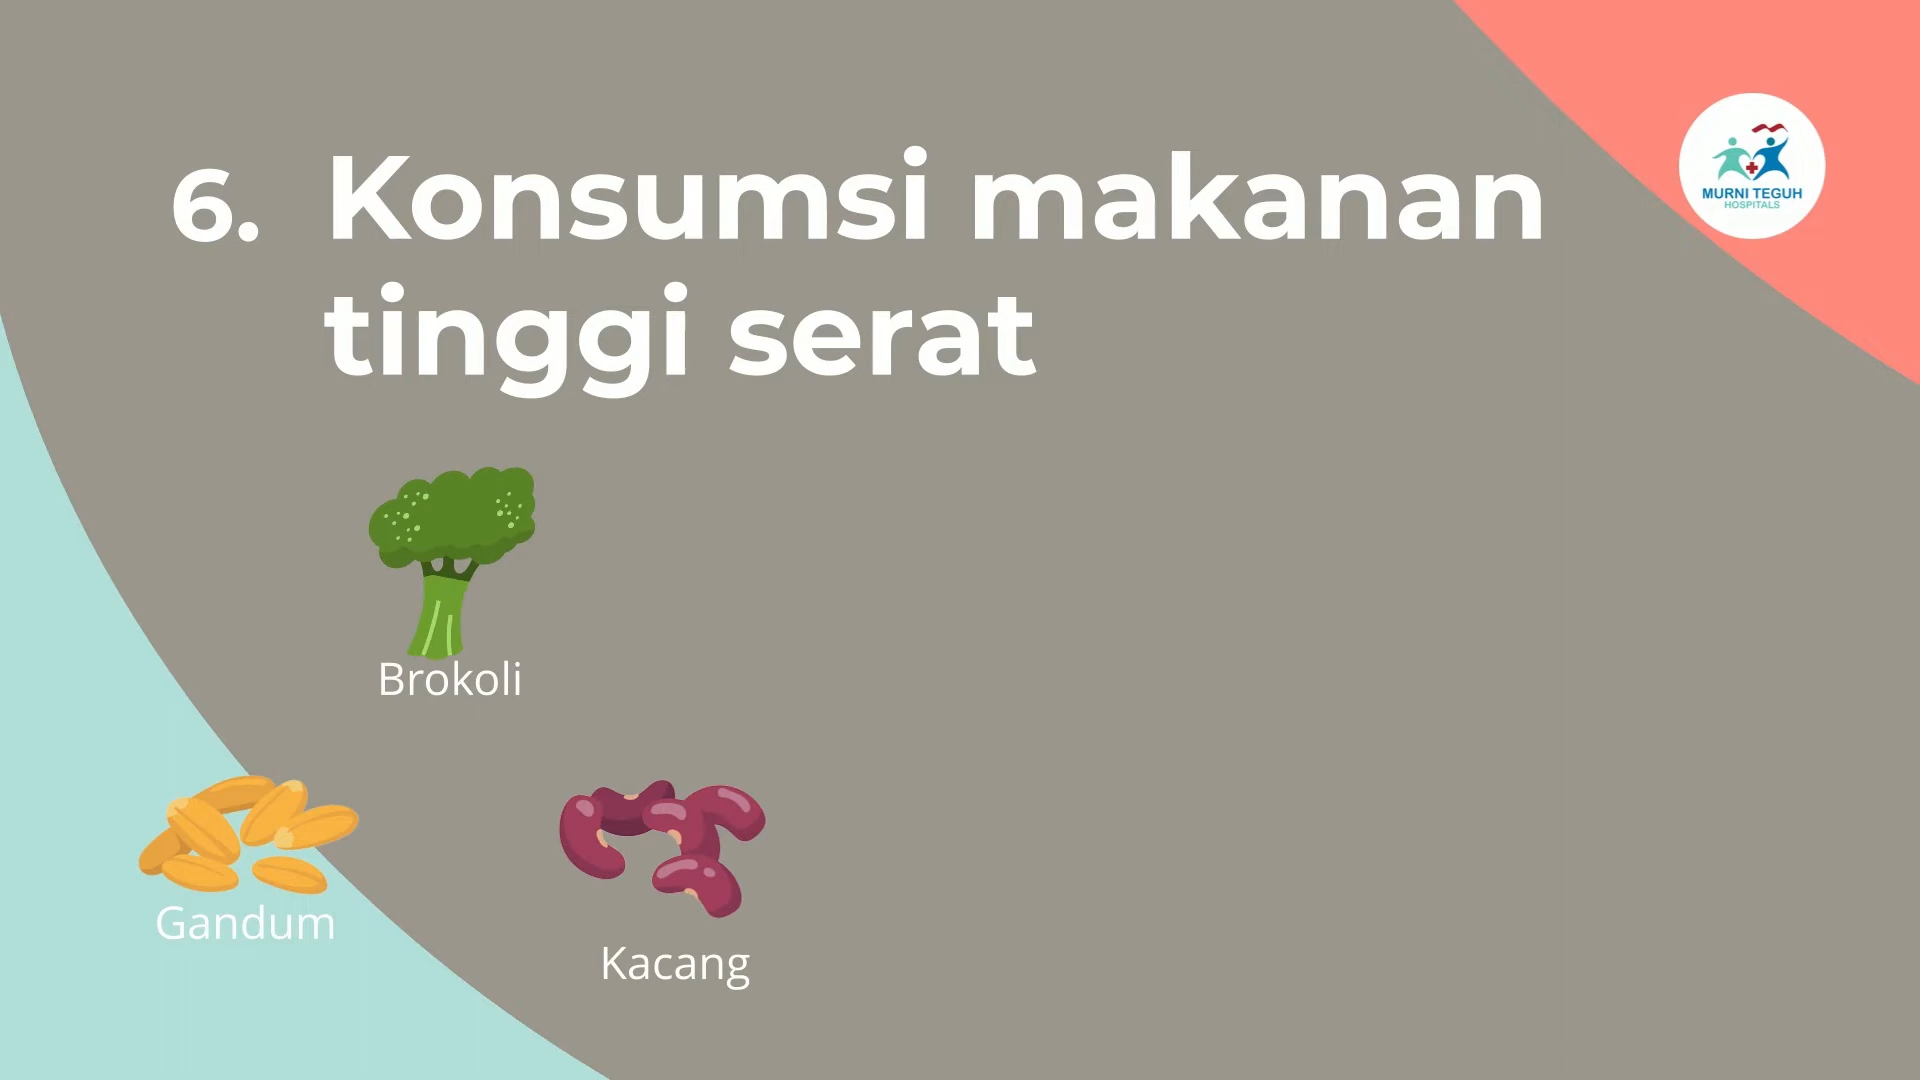 6. Konsumsi makanan
tinggi serat
MURNI TEGUH
HOSPITALS
Brokoli
Gandum
Kacang